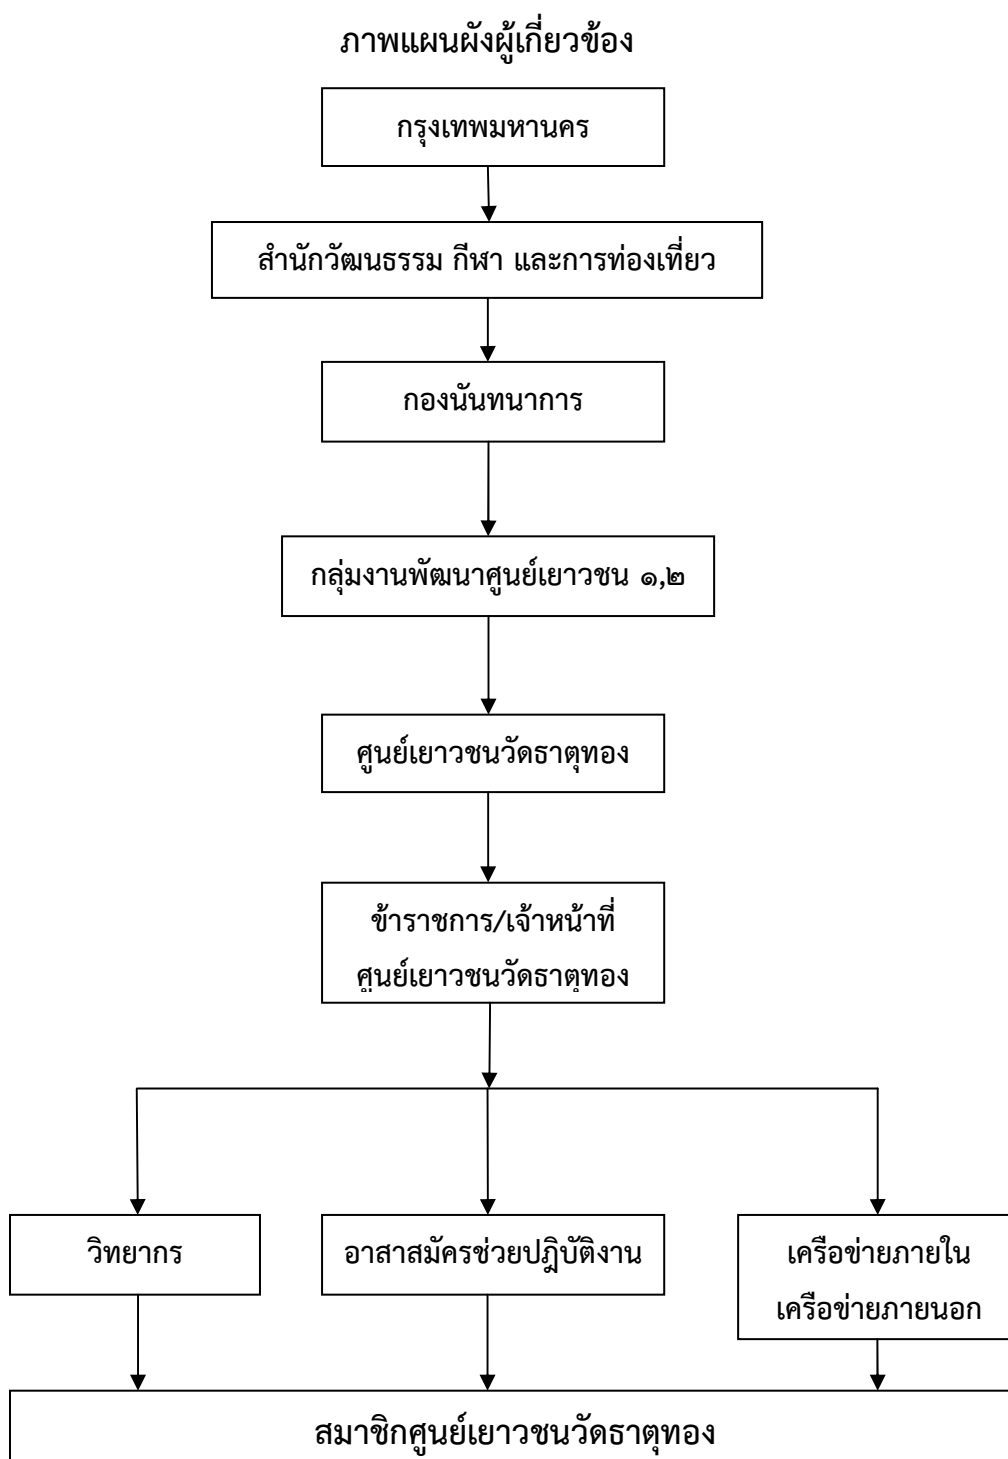 ภาพแผนผังผู้เกี่ยวข้อง
กรุงเทพมหานคร
สำนักวัฒนธรรม กีฬา และการท่องเที่ยว
กองนันทนาการ
กลุ่มงานพัฒนาศูนย์เยาวชน ๑,๒
ศูนย์เยาวชนวัดธาตุทอง
ข้าราชการ/เจ้าหน้าที่
ศูนย์เยาวชนวัดธาตุทอง
วิทยากร
อาสาสมัครช่วยปฎิบัติงาน
เครือข่ายภายใน
เครือข่ายภายนอก
สมาชิกศูนย์เยาวชนวัดธาตุทอง